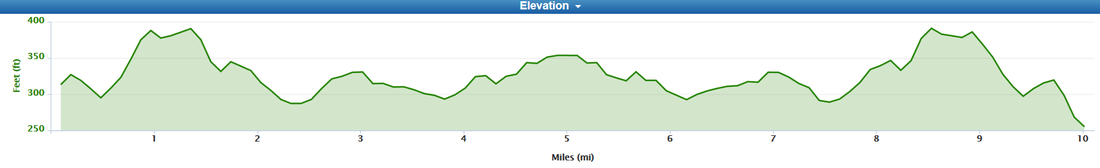 Elevation
400
350
300
250
Feet (ft)
1 2 3 4 5 6 7 8 9 10
Miles (mi)